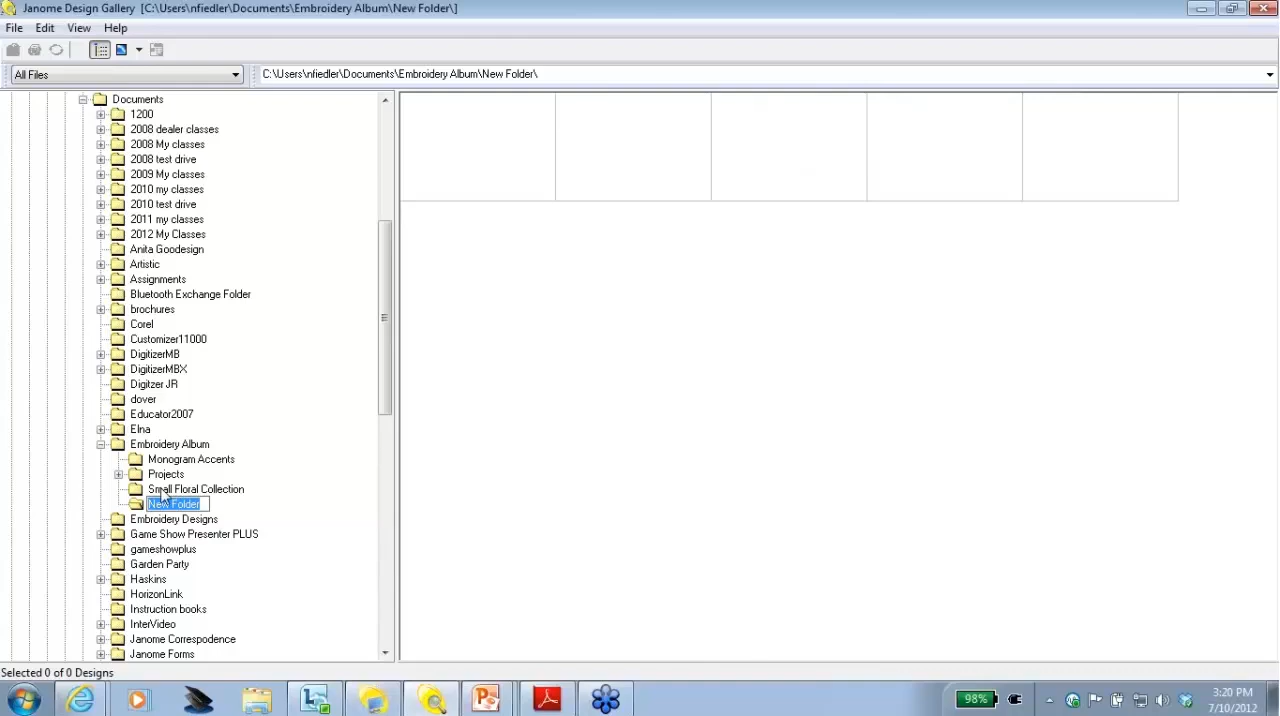 Janome Design Gallery [C:\Users\nfiedler\Documents\Embroidery Album\New Folder\]
File Edit View Help
All Files C:\Users\nfiedler\Documents\Embroidery Album\New Folder\
Documents
1200
2008 dealer classes
2008 My classes
2008 test drive
2009 My classes
2010 my classes
2010 test drive
2011 my classes
2012 My Classes
Anita Goodesign
Artistic
Assignments
Bluetooth Exchange Folder
brochures
Corel
Customizer11000
DigitizerMB
DigitizerMBX
Digitzer JR
dover
Educator2007
Elna
Embroidery Album
Monogram Accents
Projects
Small Floral Collection
New Folder
Embroidery Designs
Game Show Presenter PLUS
gameshowplus
Garden Party
Haskins
HorizonLink
Instruction books
InterVideo
Janome Correspodence
Janome Forms
Selected 0 of 0 Designs
98%
3:20 PM
7/10/2012